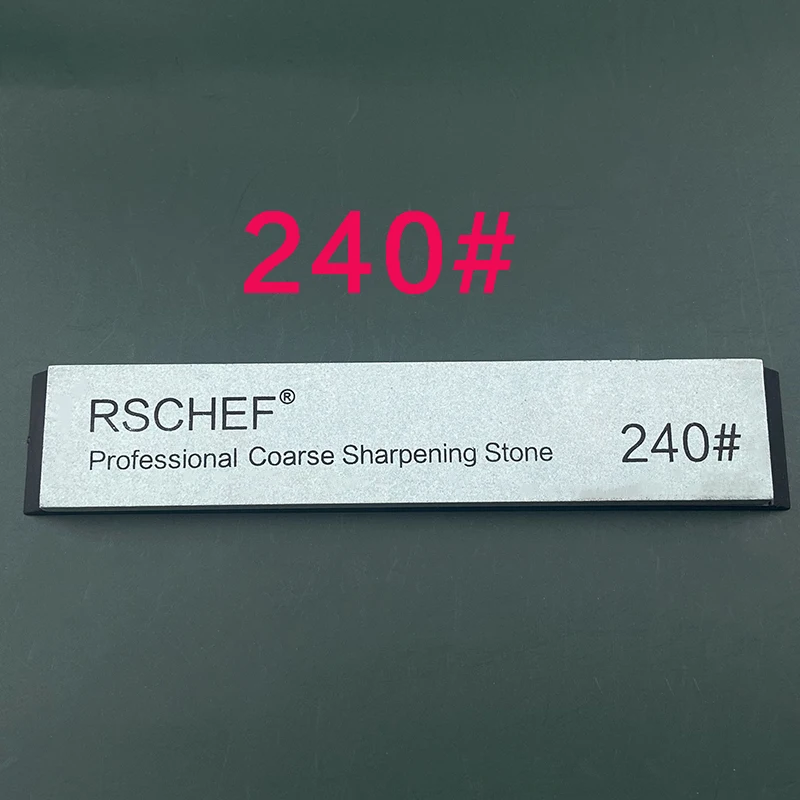 240#
RSCHEF®
Professional Coarse Sharpening Stone
240#